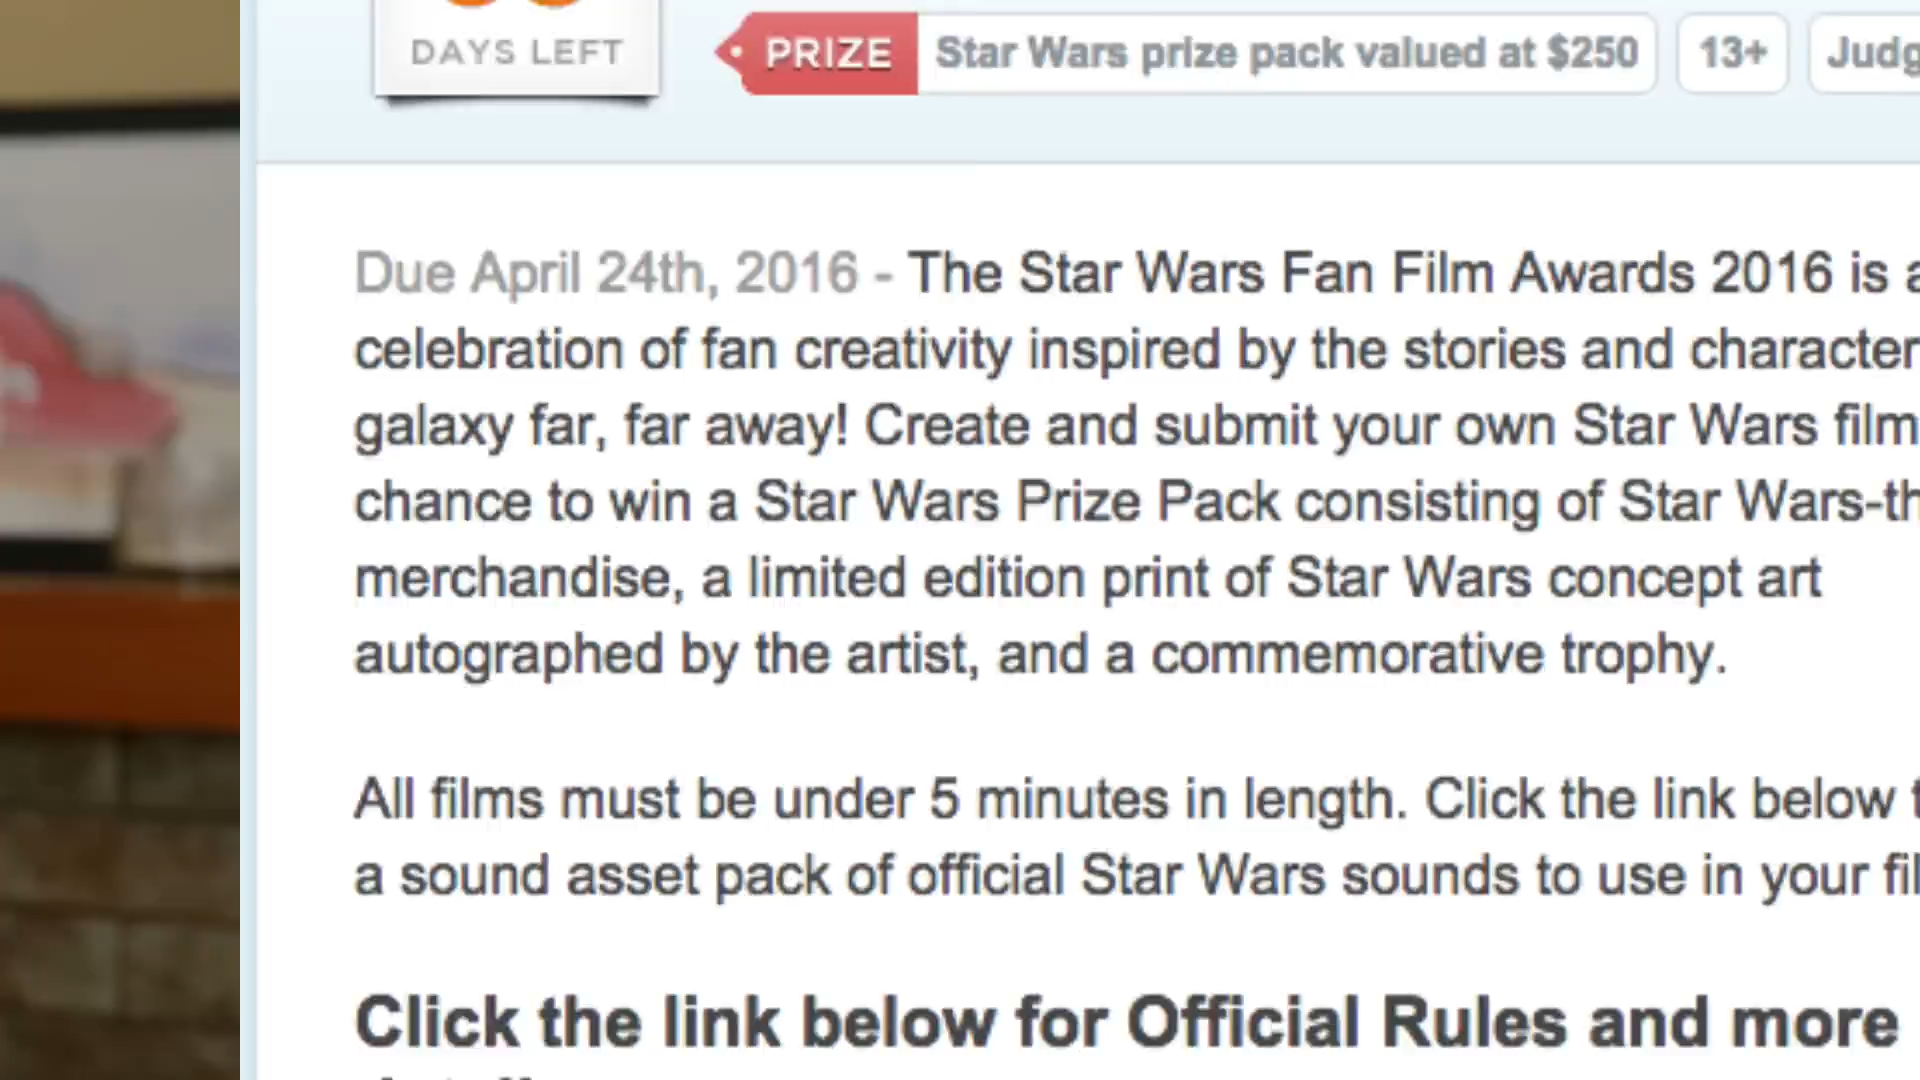 DAYS LEFT
PRIZE Star Wars prize pack valued at $250 13+
Due April 24th, 2016 - The Star Wars Fan Film Awards 2016 is
celebration of fan creativity inspired by the stories and
galaxy far, far away! Create and submit your own Star Wars film
chance to win a Star Wars Prize Pack consisting of Star
merchandise, a limited edition print of Star Wars concept art
autographed by the artist, and a commemorative trophy.
All films must be under 5 minutes in length. Click the link below
a sound asset pack of official Star Wars sounds to use in your
Click the link below for Official Rules and more